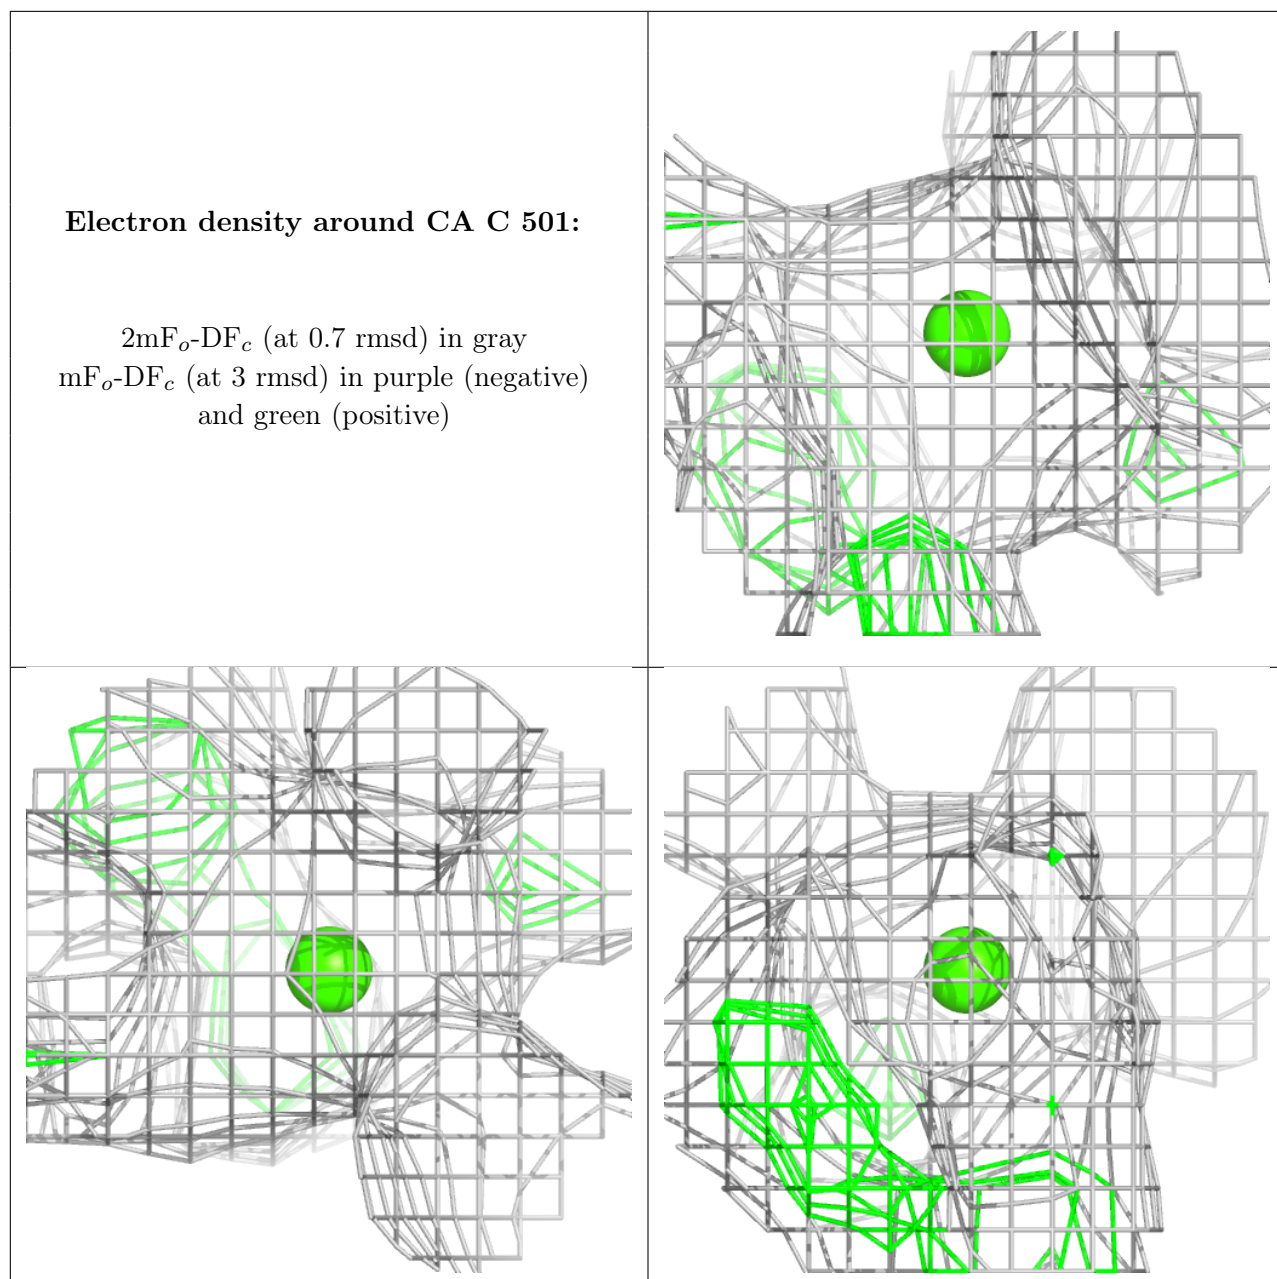 Electron density around CA C 501:
2mFo-DFc (at 0.7 rmsd) in gray
mFo-DFc (at 3 rmsd) in purple (negative)
and green (positive)